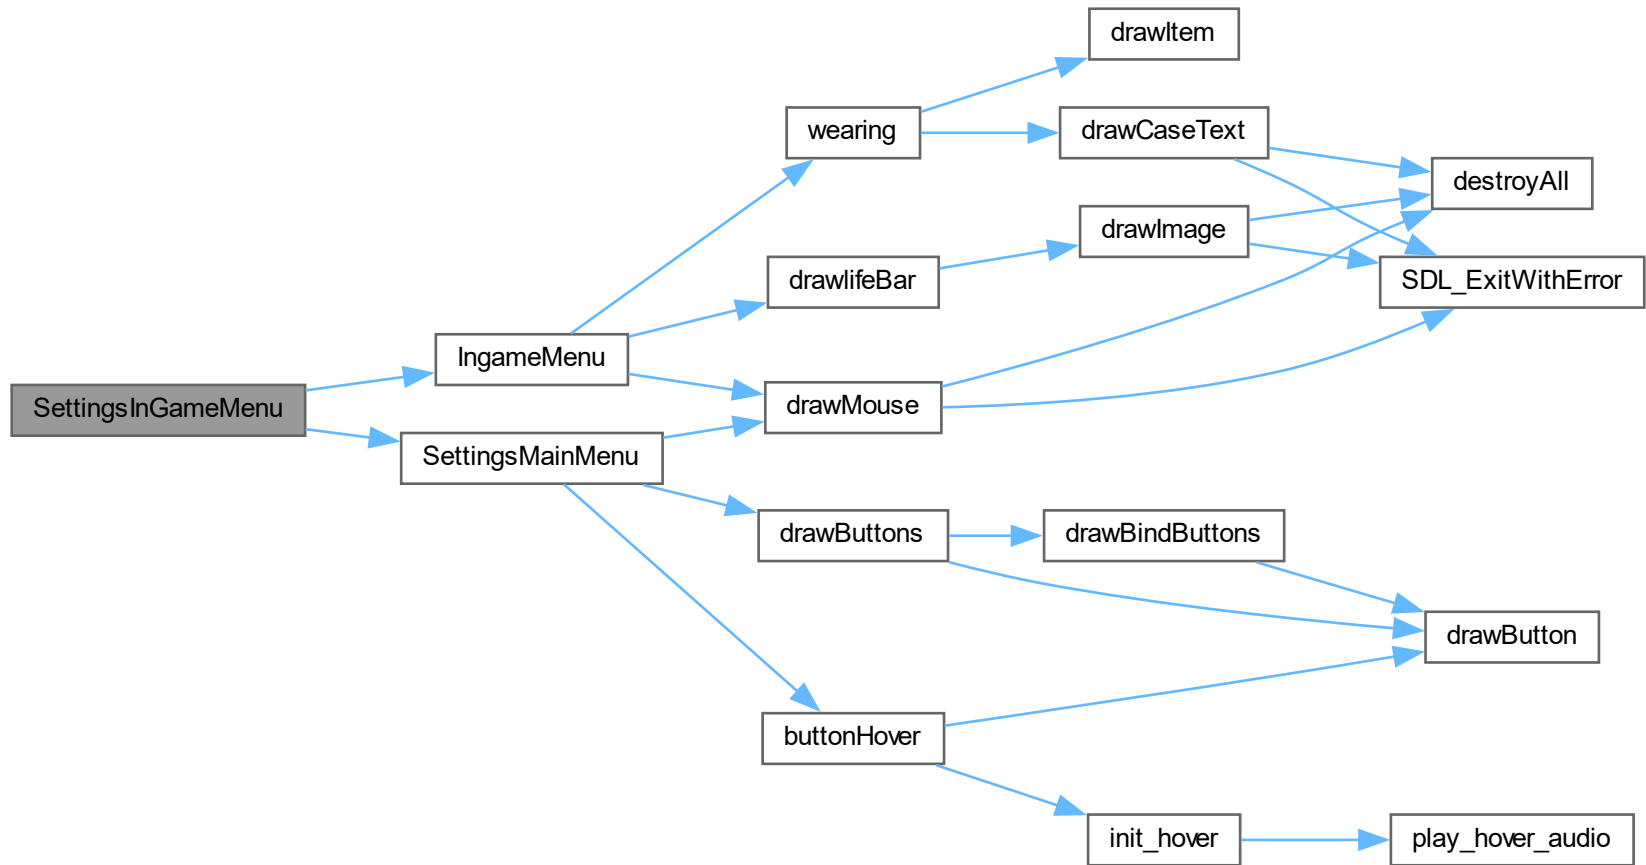 drawItem
wearing
drawCaseText
destroyAll
drawImage
drawlifeBar
SDL_ExitWithError
IngameMenu
SettingsInGameMenu
drawMouse
SettingsMainMenu
drawButtons
drawBindButtons
drawButton
buttonHover
init_hover
play_hover_audio